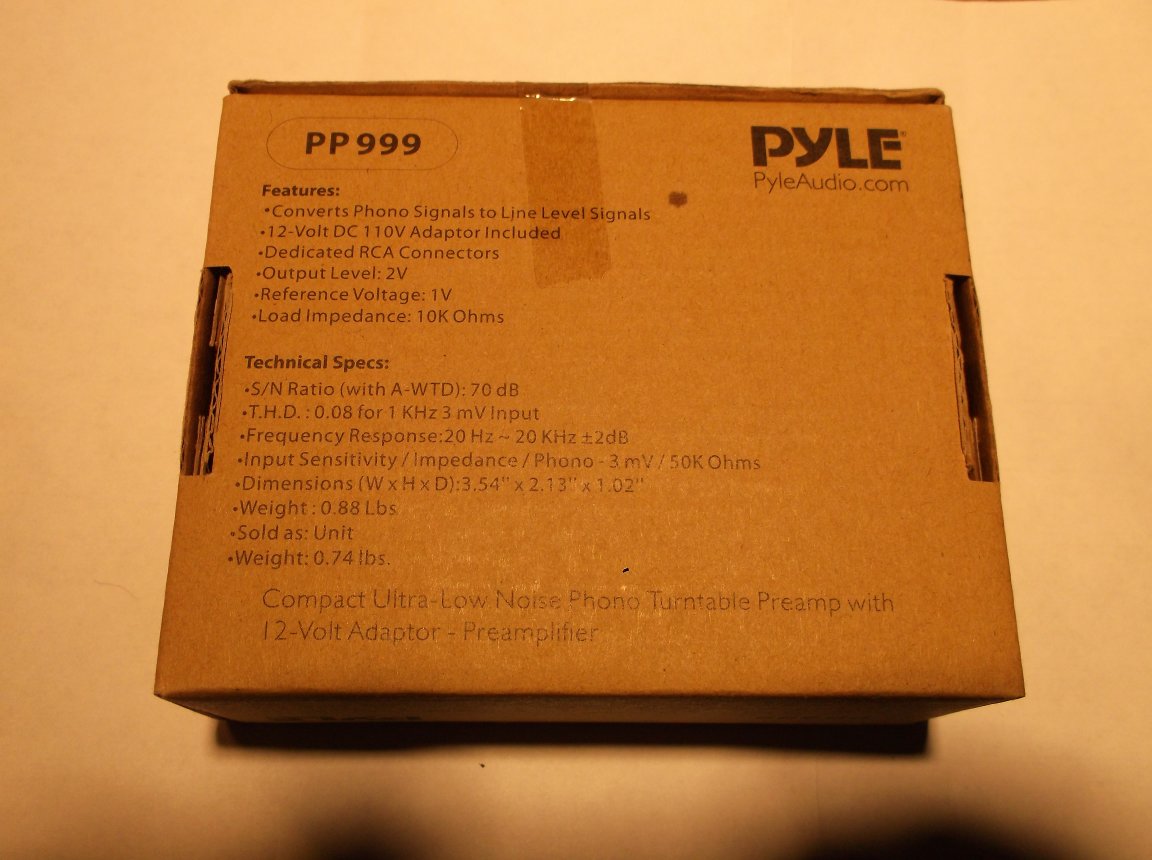 PP999
PYLE®
PyleAudio.com
Features:
•Converts Phono Signals to Line Level Signals
•12-Volt DC 110V Adaptor Included
•Dedicated RCA Connectors
•Output Level: 2V
•Reference Voltage: 1V
•Load Impedance: 10K Ohms
Technical Specs:
•S/N Ratio (with A-WTD): 70 dB
•T.H.D. : 0.08 for 1 KHz 3 mV Input
•Frequency Response:20 Hz ~ 20 KHz ±2dB
•Input Sensitivity / Impedance / Phono - 3 mV / 50K Ohms
•Dimensions (W x H x D):3.54" x 2.13" x 1.02"
•Weight : 0.88 Lbs
•Sold as: Unit
•Weight: 0.74 lbs.
Compact Ultra-Low Noise Phono Turntable Preamp with
12-Volt Adaptor - Preamplifier